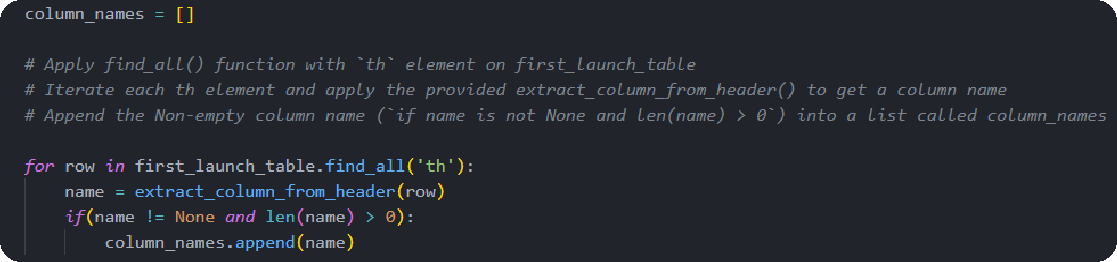 column_names = []
# Apply find_all() function with `th` element on first_launch_table
# Iterate each th element and apply the provided extract_column_from_header() to get a column name
# Append the Non-empty column name (`if name is not None and len(name) > 0`) into a list called column_names
for row in first_launch_table.find_all('th'):
    name = extract_column_from_header(row)
    if(name != None and len(name) > 0):
        column_names.append(name)